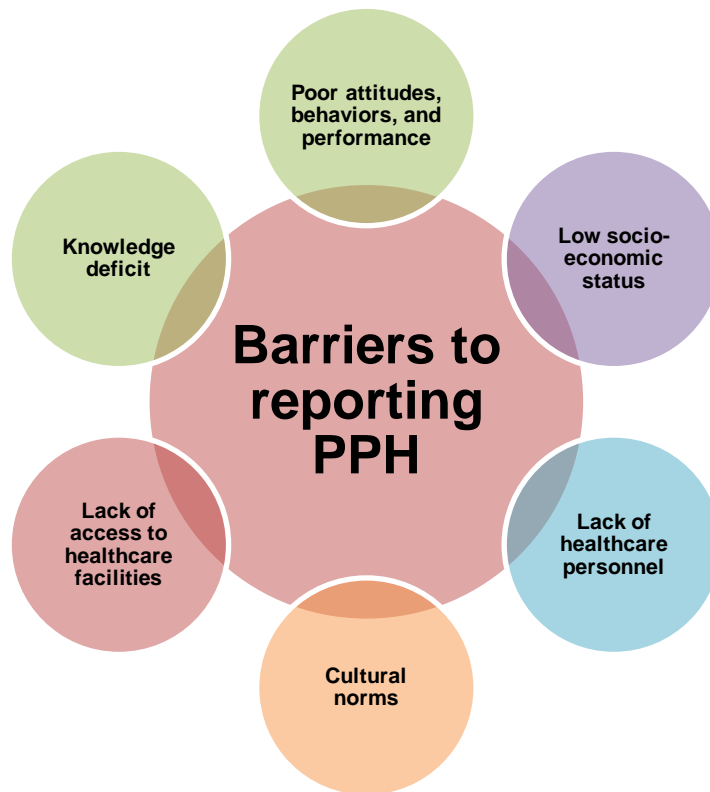 Poor attitudes,
behaviors, and
performance
Low socio-
economic
status
Knowledge
deficit
Barriers to
reporting
PPH
Lack of
access to
healthcare
facilities
Lack of
healthcare
personnel
Cultural
norms